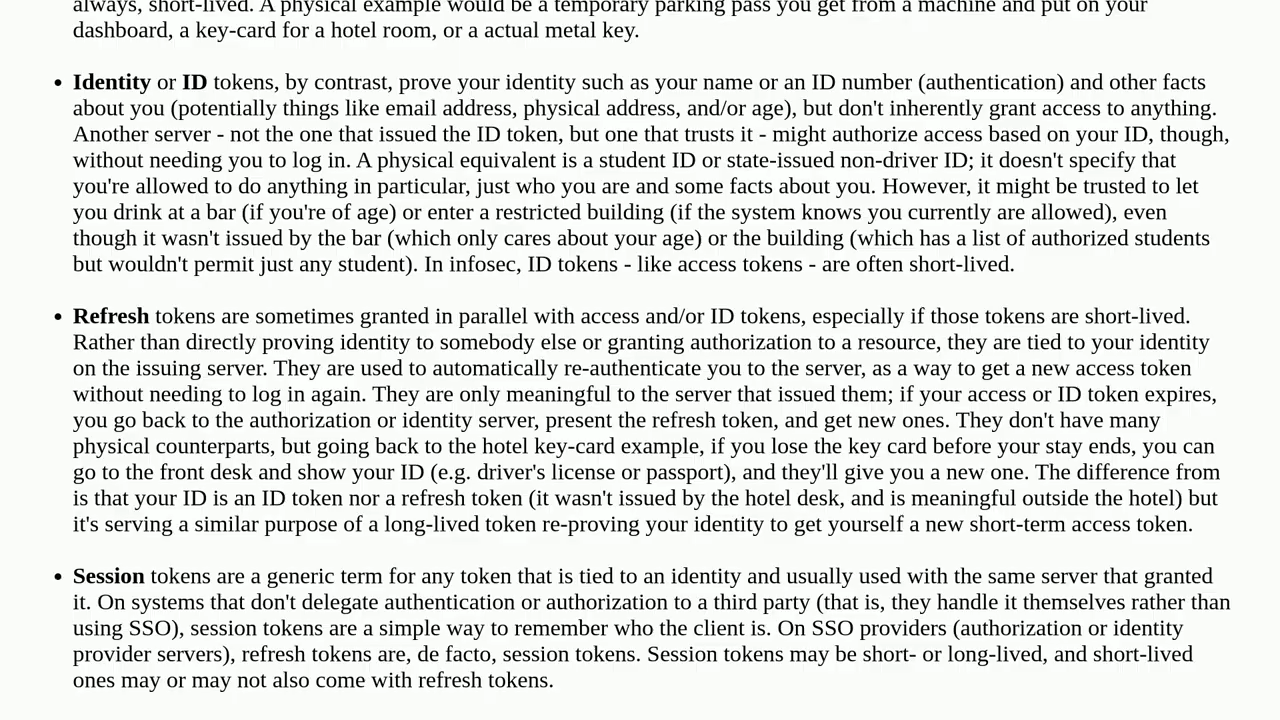 always, short-lived. A physical example would be a temporary parking pass you get from a machine and put on your
dashboard, a key-card for a hotel room, or a actual metal key.
• Identity or ID tokens, by contrast, prove your identity such as your name or an ID number (authentication) and other facts
about you (potentially things like email address, physical address, and/or age), but don't inherently grant access to anything.
Another server - not the one that issued the ID token, but one that trusts it - might authorize access based on your ID, though,
without needing you to log in. A physical equivalent is a student ID or state-issued non-driver ID; it doesn't specify that
you're allowed to do anything in particular, just who you are and some facts about you. However, it might be trusted to let
you drink at a bar (if you're of age) or enter a restricted building (if the system knows you currently are allowed), even
though it wasn't issued by the bar (which only cares about your age) or the building (which has a list of authorized students
but wouldn't permit just any student). In infosec, ID tokens - like access tokens - are often short-lived.
• Refresh tokens are sometimes granted in parallel with access and/or ID tokens, especially if those tokens are short-lived.
Rather than directly proving identity to somebody else or granting authorization to a resource, they are tied to your identity
on the issuing server. They are used to automatically re-authenticate you to the server, as a way to get a new access token
without needing to log in again. They are only meaningful to the server that issued them; if your access or ID token expires,
you go back to the authorization or identity server, present the refresh token, and get new ones. They don't have many
physical counterparts, but going back to the hotel key-card example, if you lose the key card before your stay ends, you can
go to the front desk and show your ID (e.g. driver's license or passport), and they'll give you a new one. The difference from
is that your ID is an ID token nor a refresh token (it wasn't issued by the hotel desk, and is meaningful outside the hotel) but
it's serving a similar purpose of a long-lived token re-proving your identity to get yourself a new short-term access token.
• Session tokens are a generic term for any token that is tied to an identity and usually used with the same server that granted
it. On systems that don't delegate authentication or authorization to a third party (that is, they handle it themselves rather than
using SSO), session tokens are a simple way to remember who the client is. On SSO providers (authorization or identity
provider servers), refresh tokens are, de facto, session tokens. Session tokens may be short- or long-lived, and short-lived
ones may or may not also come with refresh tokens.